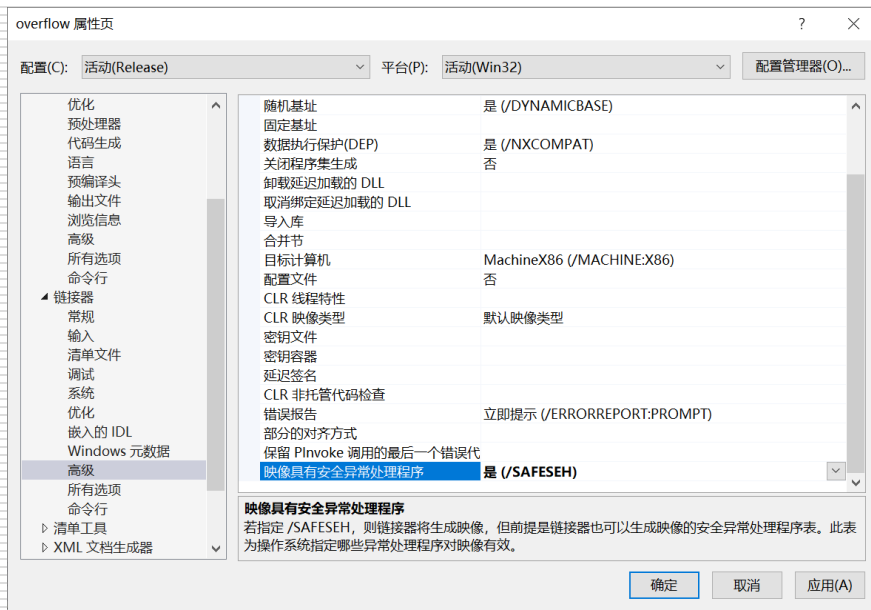 overflow 属性页
配置(C): 活动(Release) 平台(P): 活动(Win32) 配置管理器(O)...
优化
预处理器
代码生成
语言
预编译头
输出文件
浏览信息
高级
所有选项
命令行
链接器
常规
输入
清单文件
调试
系统
优化
嵌入的 IDL
Windows 元数据
高级
所有选项
命令行
清单工具
XML 文档生成器
随机基址 是 (/DYNAMICBASE)
固定基址
数据执行保护(DEP) 是 (/NXCOMPAT)
关闭程序集生成 否
卸载延迟加载的 DLL
取消绑定延迟加载的 DLL
导入库
合并节
目标计算机 MachineX86 (/MACHINE:X86)
配置文件 否
CLR 线程特性
CLR 映像类型 默认映像类型
密钥文件
密钥容器
延迟签名
CLR 非托管代码检查
错误报告 立即提示 (/ERRORREPORT:PROMPT)
部分的对齐方式
保留 PInvoke 调用的最后一个错误代
映像具有安全异常处理程序 是 (/SAFESEH)
映像具有安全异常处理程序
若指定 /SAFESEH，则链接器将生成映像，但前提是链接器也可以生成映像的安全异常处理程序表。此表
为操作系统指定哪些异常处理程序对映像有效。
确定 取消 应用(A)